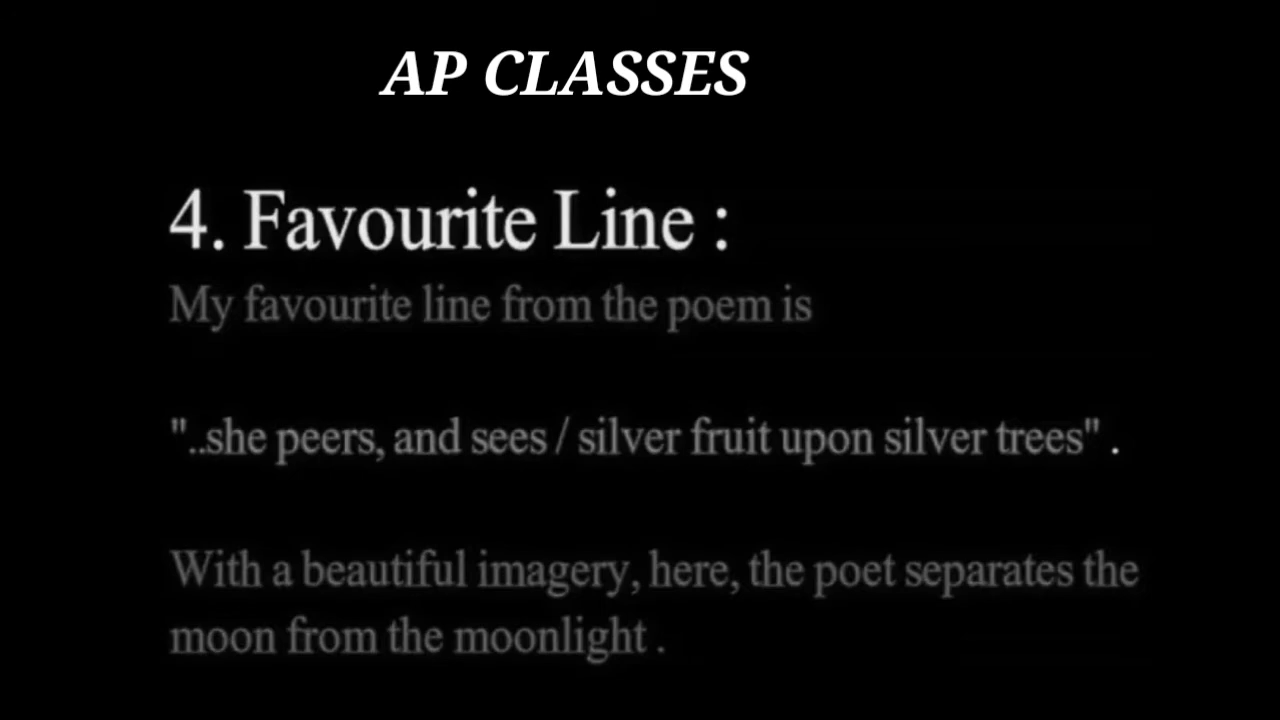 AP CLASSES
4. Favourite Line :
My favourite line from the poem is
"..she peers, and sees / silver fruit upon silver trees" .
With a beautiful imagery, here, the poet separates the
moon from the moonlight .